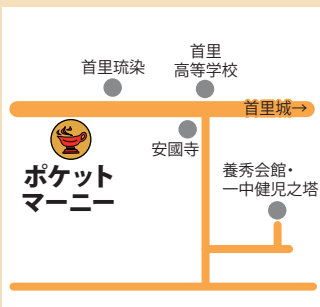 首里琉染
首里
高等学校
首里城→
安國寺
ポケット
マーニー
養秀会館・
一中健児之塔